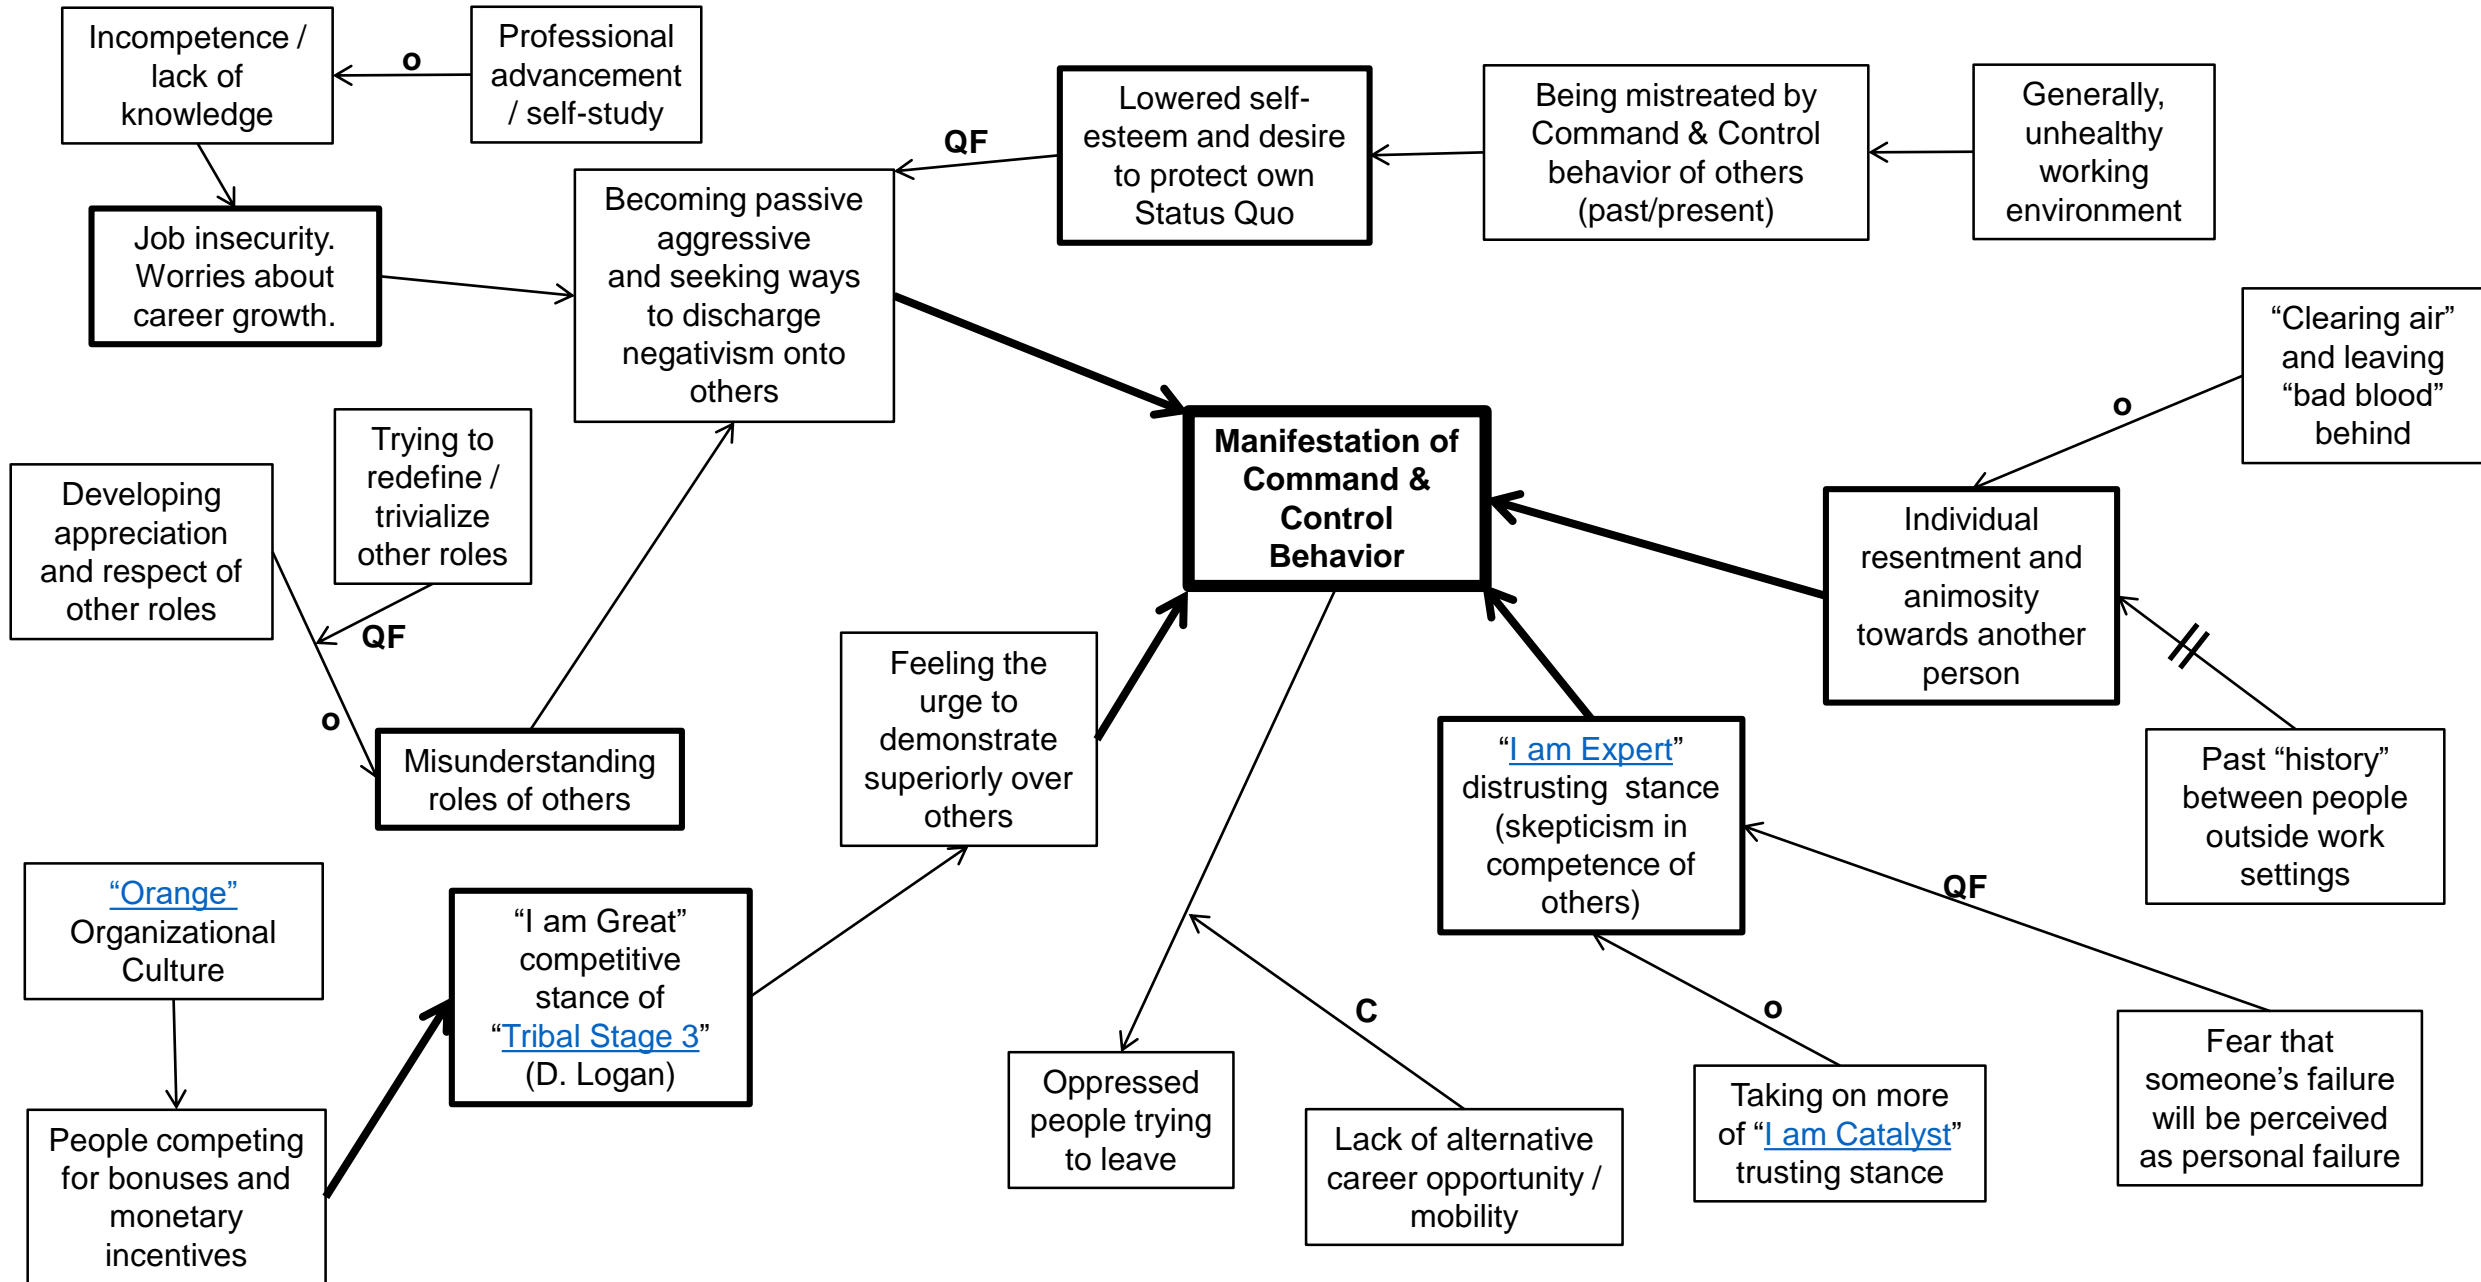 Incompetence /
lack of
knowledge
o
Professional
advancement
/ self-study
Job insecurity.
Worries about
career growth.
Becoming passive
aggressive
and seeking ways
to discharge
negativism onto
others
QF
Lowered self-
esteem and desire
to protect own
Status Quo
Being mistreated by
Command & Control
behavior of others
(past/present)
Generally,
unhealthy
working
environment
“Clearing air”
and leaving
“bad blood”
behind
o
Manifestation of
Command &
Control
Behavior
Individual
resentment and
animosity
towards another
person
Trying to
redefine /
trivialize
other roles
Developing
appreciation
and respect of
other roles
QF
o
Misunderstanding
roles of others
Feeling the
urge to
demonstrate
superiorly over
others
“I am Expert”
distrusting stance
(skepticism in
competence of
others)
Past “history”
between people
outside work
settings
QF
“Orange”
Organizational
Culture
“I am Great”
competitive
stance of
“Tribal Stage 3”
(D. Logan)
C
o
People competing
for bonuses and
monetary
incentives
Oppressed
people trying
to leave
Lack of alternative
career opportunity /
mobility
Taking on more
of “I am Catalyst”
trusting stance
Fear that
someone’s failure
will be perceived
as personal failure